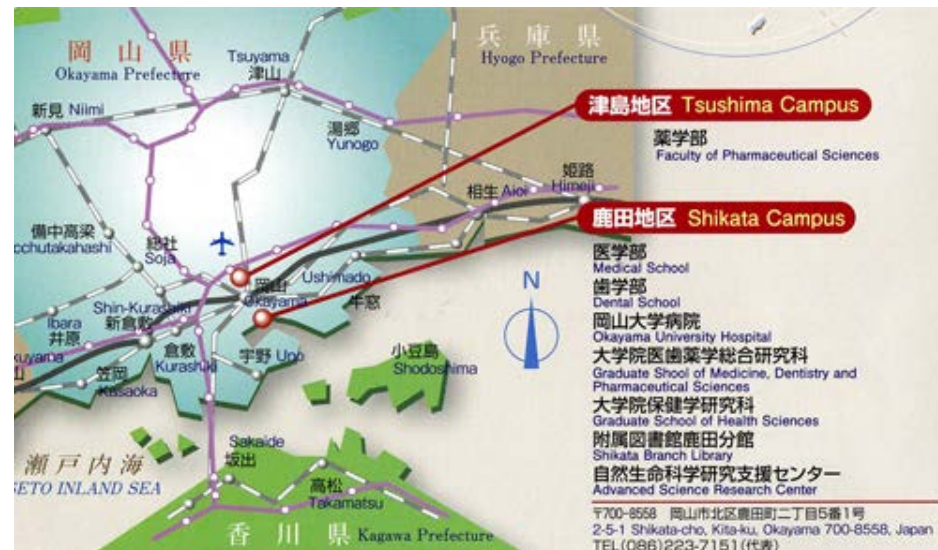 岡山県
Okayama Prefecture
兵庫県
Hyogo Prefecture
Tsuyama
津山
新見 Niimi
湯郷
Yunogo
津島地区 Tsushima Campus
薬学部
Faculty of Pharmaceutical Sciences
姫路
Himeji
相生 Aioi
鹿田地区 Shikata Campus
備中高梁
cchutakahashi
総社
Soja
岡山
Okayama
Ushimado
牛窓
Shin-Kurashiki
新倉敷
Ibara
井原
kuyama
山
倉敷
Kurashiki
宇野 Uno
笠岡
Kasaoka
小豆島
Shodoshima
N
医学部
Medical School
歯学部
Dental School
岡山大学病院
Okayama University Hospital
大学院医歯薬学総合研究科
Graduate Shool of Medicine, Dentistry and
Pharmaceutical Sciences
大学院保健学研究科
Graduate School of Health Sciences
附属図書館鹿田分館
Shikata Branch Library
自然生命科学研究支援センター
Advanced Science Research Center
瀬戸内海
SETO INLAND SEA
Sakaide
坂出
高松
Takamatsu
香川県 Kagawa Prefecture
〒700-8558 岡山市北区鹿田町二丁目5番1号
2-5-1 Shikata-cho, Kita-ku, Okayama 700-8558, Japan
TEL(086)223-7151(代表)